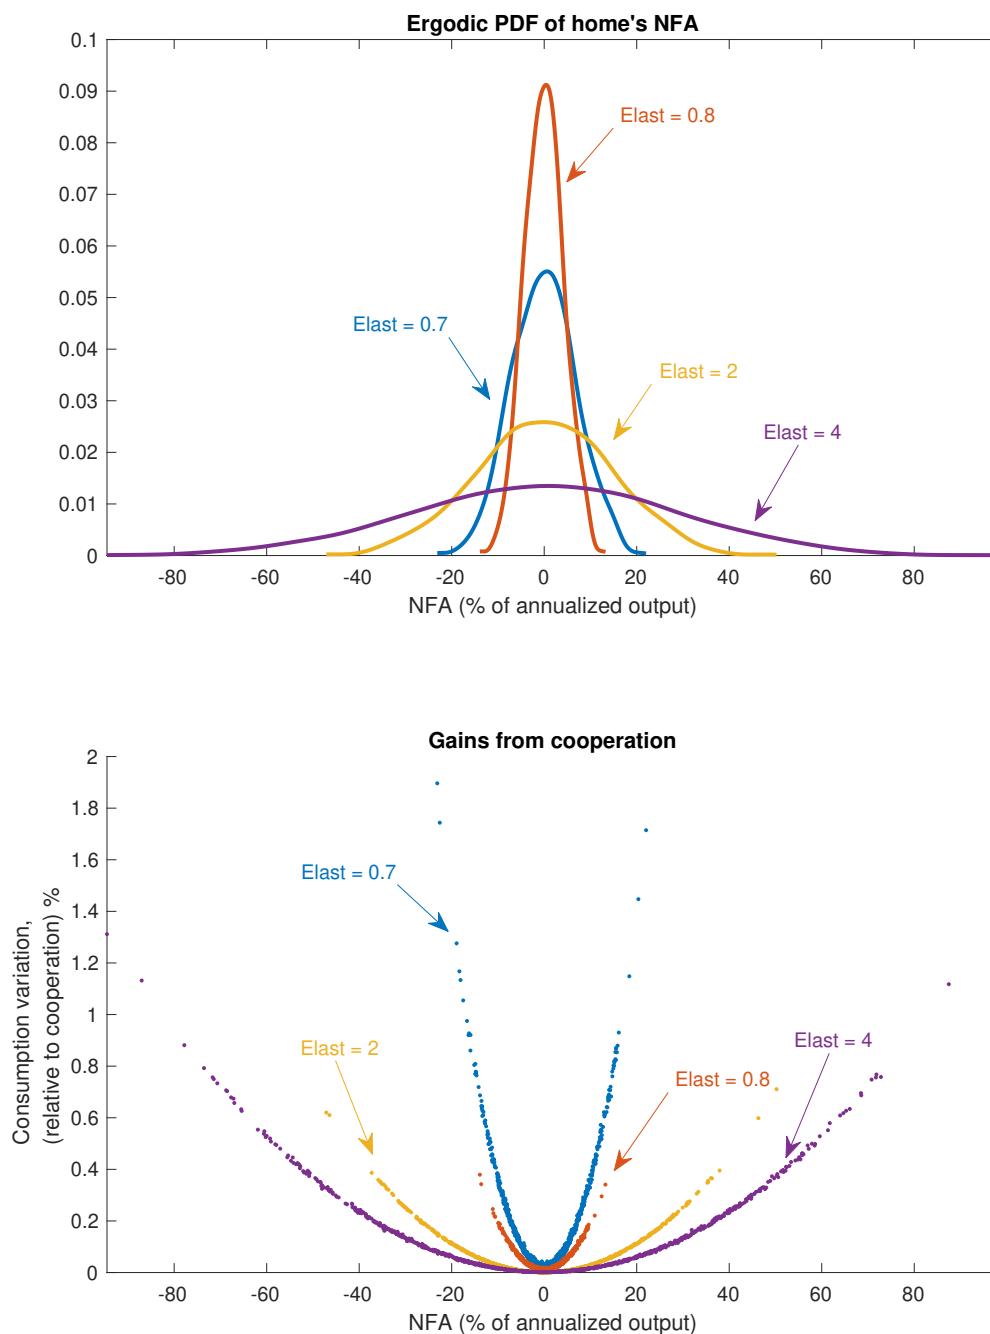 Ergodic PDF of home's NFA
0.1
0.09
0.08
0.07
0.06
0.05
0.04
0.03
0.02
0.01
0
Elast = 0.8
Elast = 0.7
Elast = 2
Elast = 4
-80 -60 -40 -20 0 20 40 60 80
NFA (% of annualized output)
Gains from cooperation
2
1.8
1.6
1.4
1.2
1
0.8
0.6
0.4
0.2
0
Consumption variation,
(relative to cooperation) %
Elast = 0.7
Elast = 2
Elast = 4
Elast = 0.8
-80 -60 -40 -20 0 20 40 60 80
NFA (% of annualized output)